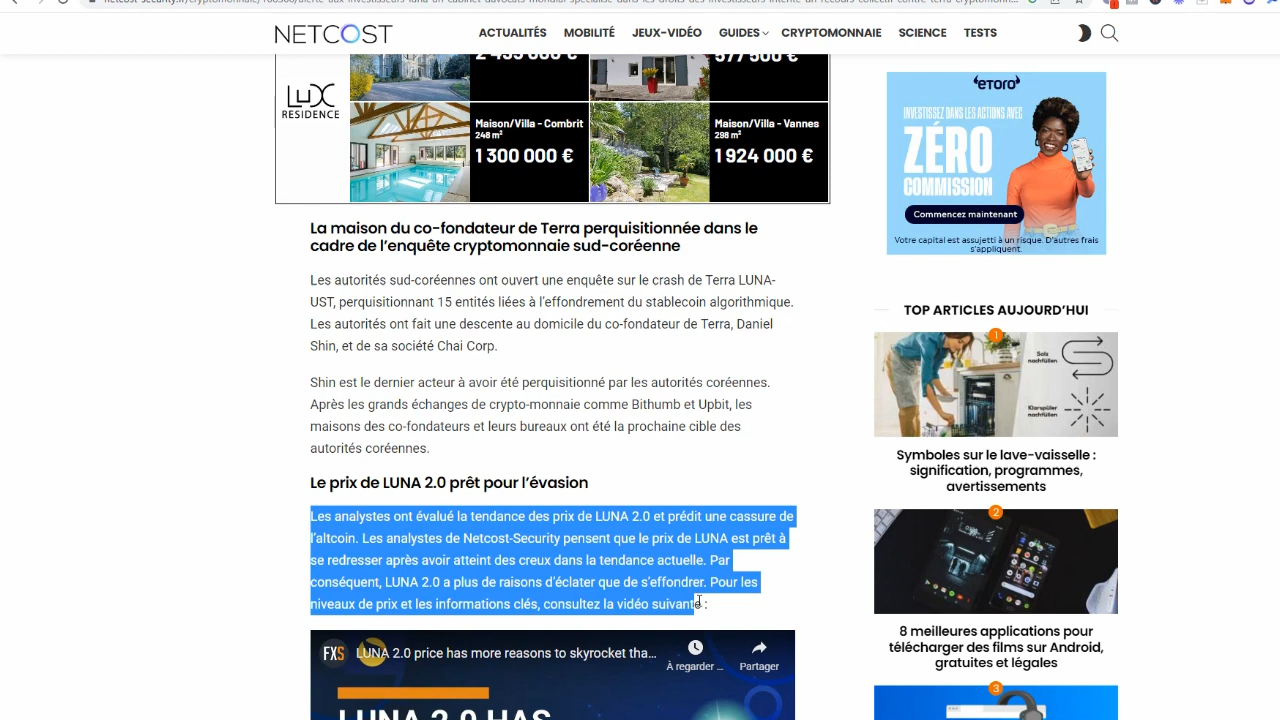 NETCOST
ACTUALITÉS
MOBILITÉ
JEUX-VIDÉO
GUIDES
CRYPTOMONNAIE
SCIENCE
TESTS
LUX
RESIDENCE
2 495 000 €
577 500 €
Maison/Villa - Combrit
248 m²
1 300 000 €
Maison/Villa - Vannes
298 m²
1 924 000 €
La maison du co-fondateur de Terra perquisitionnée dans le
cadre de l'enquête cryptomonnaie sud-coréenne
Les autorités sud-coréennes ont ouvert une enquête sur le crash de Terra LUNA-
UST, perquisitionnant 15 entités liées à l'effondrement du stablecoin algorithmique.
Les autorités ont fait une descente au domicile du co-fondateur de Terra, Daniel
Shin, et de sa société Chai Corp.
Shin est le dernier acteur à avoir été perquisitionné par les autorités coréennes.
Après les grands échanges de crypto-monnaie comme Bithumb et Upbit, les
maisons des co-fondateurs et leurs bureaux ont été la prochaine cible des
autorités coréennes.
Le prix de LUNA 2.0 prêt pour l'évasion
Les analystes ont évalué la tendance des prix de LUNA 2.0 et prédit une cassure de
l'altcoin. Les analystes de Netcost-Security pensent que le prix de LUNA est prêt à
se redresser après avoir atteint des creux dans la tendance actuelle. Par
conséquent, LUNA 2.0 a plus de raisons d'éclater que de s'effondrer. Pour les
niveaux de prix et les informations clés, consultez la vidéo suivante :
FXS
LUNA 2.0 price has more reasons to skyrocket tha...
À regarder ...
Partager
LUNA 2.0 HAS
eToro
INVESTISSEZ DANS LES ACTIONS AVEC
ZÉRO
COMMISSION
Commencez maintenant
Votre capital est assujetti à un risque. D'autres frais
s'appliquent.
TOP ARTICLES AUJOURD'HUI
1
Salz
nachfüllen
Klarspüler
nachfüllen
Symboles sur le lave-vaisselle :
signification, programmes,
avertissements
2
8 meilleures applications pour
télécharger des films sur Android,
gratuites et légales
3